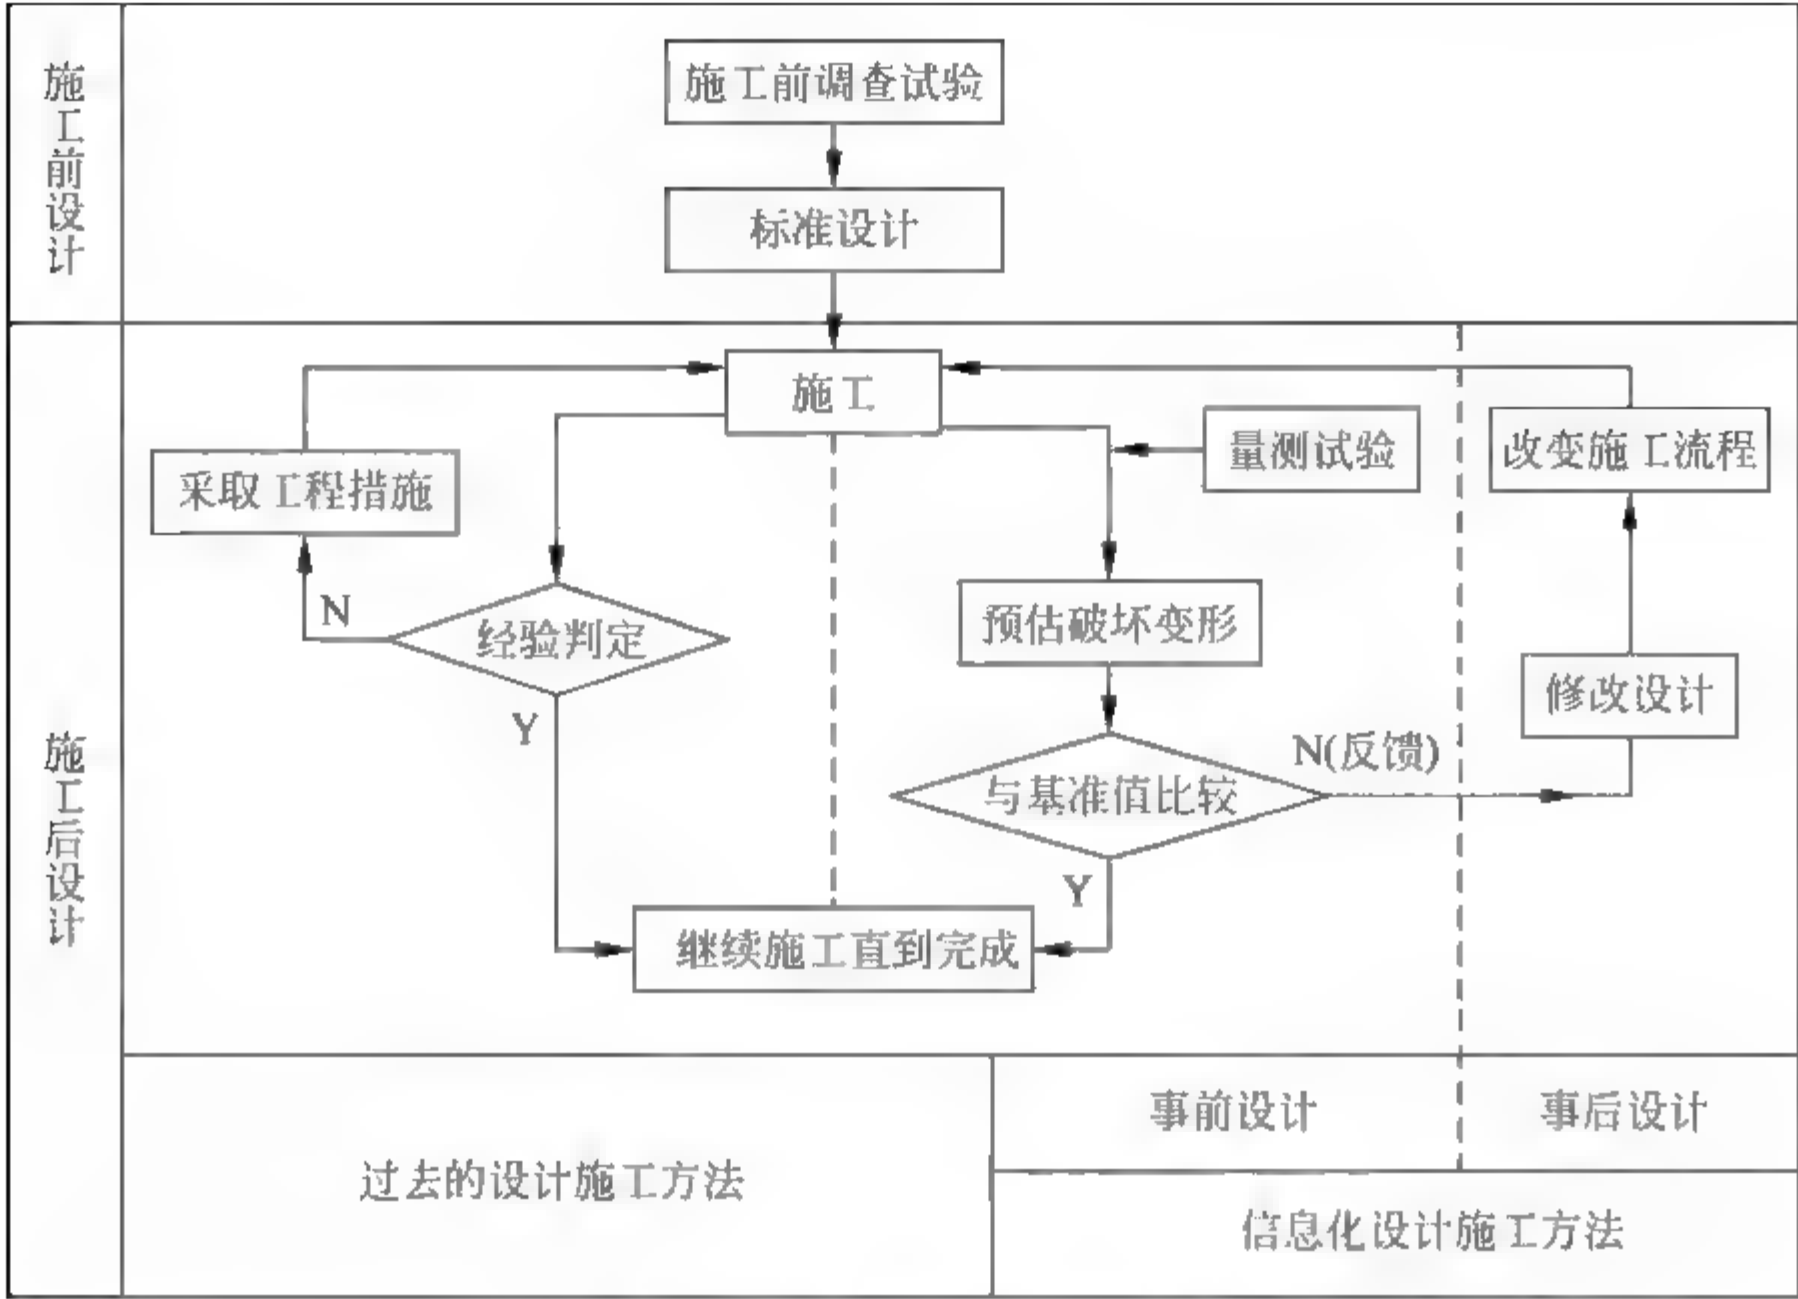 施工前设计
施工前调查试验
标准设计
施工后设计
施工
采取工程措施
量测试验
改变施工流程
N
经验判定
预估破坏变形
修改设计
Y
N(反馈)
与基准值比较
Y
继续施工直到完成
过去的设计施工方法
事前设计
事后设计
信息化设计施工方法